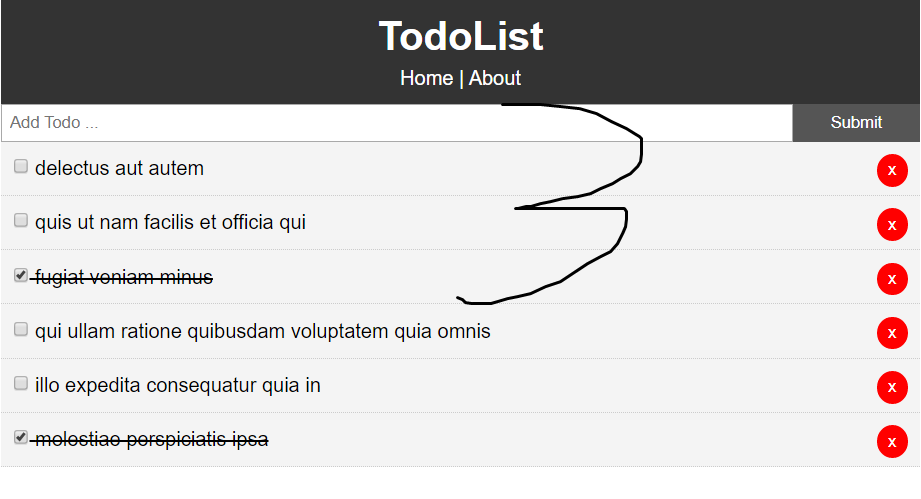 TodoList
Home | About
Add Todo ... Submit
delectus aut autem x
quis ut nam facilis et officia qui x
fugiat veniam minus x
qui ullam ratione quibusdam voluptatem quia omnis x
illo expedita consequatur quia in x
molestiae perspiciatis ipsa x
3